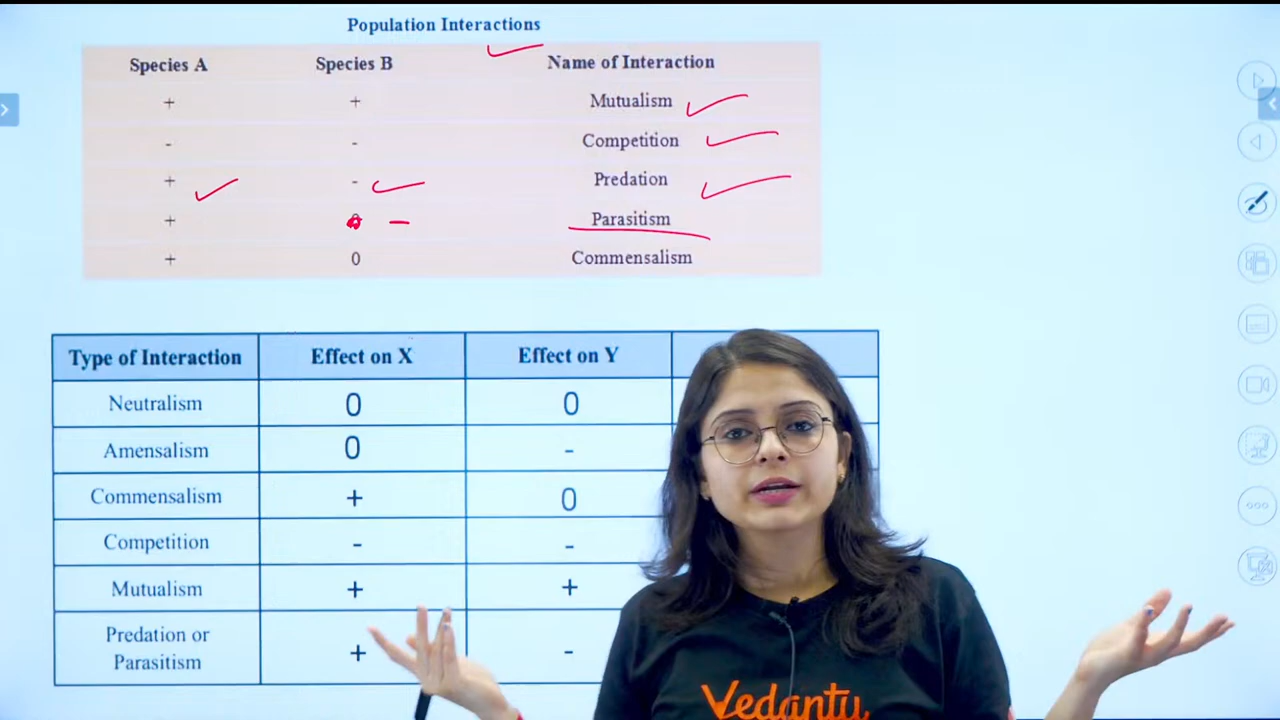 Population Interactions
Species A Species B Name of Interaction
+ + Mutualism
- - Competition
+ - Predation
+ - Parasitism
+ 0 Commensalism
Type of Interaction Effect on X Effect on Y
Neutralism 0 0
Amensalism 0 -
Commensalism + 0
Competition - -
Mutualism + +
Predation or
Parasitism + -
Vedantu